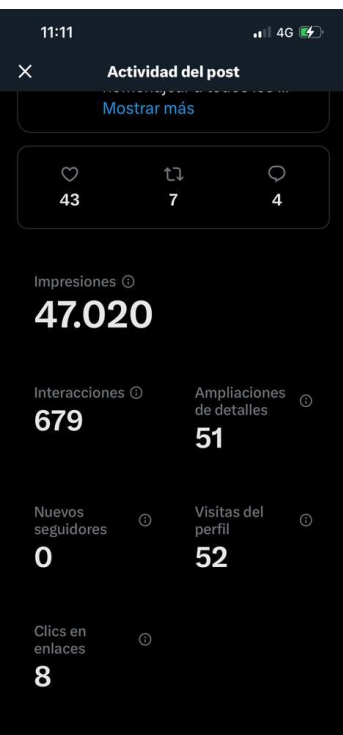 11:11
4G
Actividad del post
Mostrar más
43
7
4
Impresiones
47.020
Interacciones
679
Ampliaciones
de detalles
51
Nuevos
seguidores
0
Visitas del
perfil
52
Clics en
enlaces
8